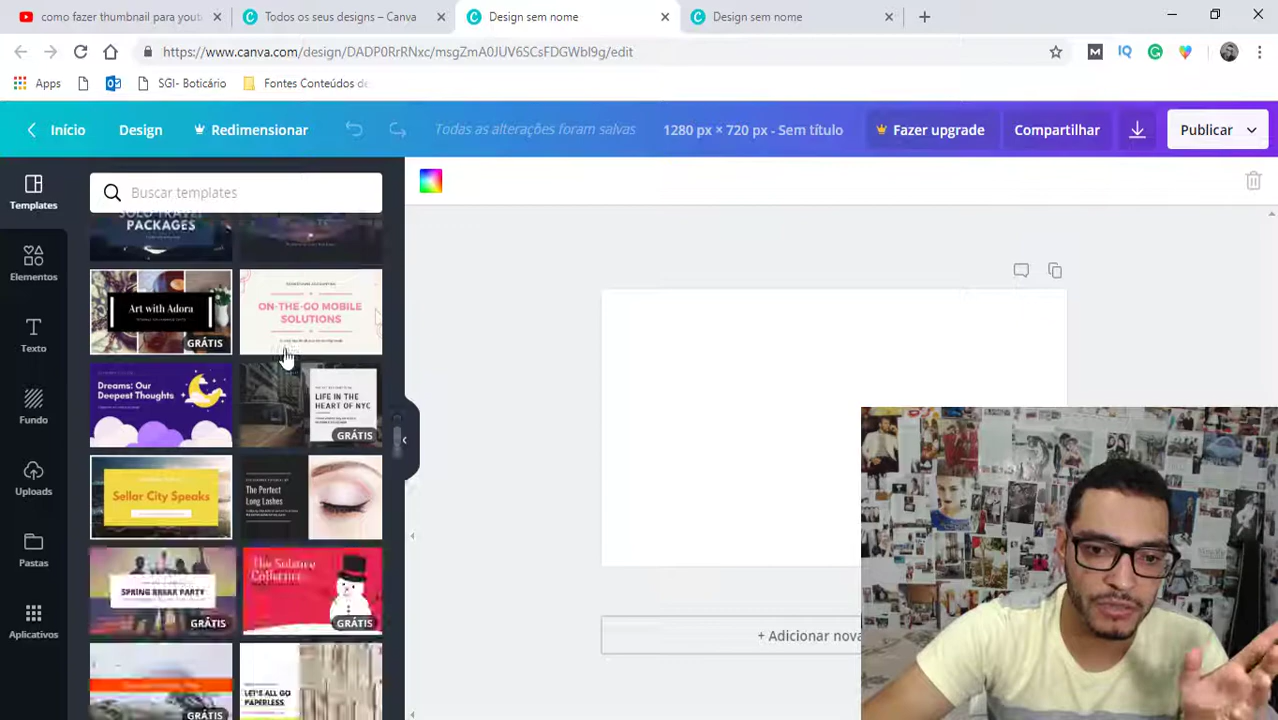 como fazer thumbnail para yout
Todos os seus designs – Canva
Design sem nome
Design sem nome
https://www.canva.com/design/DADP0RrRNxc/msgZmA0JUV6SCsFDGWbI9g/edit
Apps
SGI- Boticário
Fontes Conteúdos de
Início
Design
Redimensionar
Todas as alterações foram salvas
1280 px × 720 px - Sem título
Fazer upgrade
Compartilhar
Publicar
Templates
Elementos
Texto
Fundo
Uploads
Pastas
Aplicativos
Buscar templates
SOLO TRAVEL
PACKAGES
Art with Adora
GRÁTIS
ON-THE-GO MOBILE
SOLUTIONS
Dreams: Our
Deepest Thoughts
LIFE IN THE
HEART OF NYC
GRÁTIS
Sellar City Speaks
The Perfect
Long Lashes
SPRING BREAK PARTY
GRÁTIS
GRÁTIS
GRÁTIS
LET'S ALL GO
PAPERLESS
+ Adicionar nova